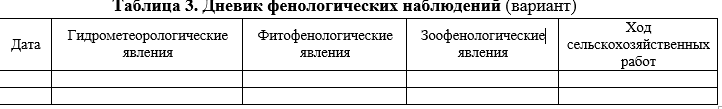 Таблица 3. Дневник фенологических наблюдений (вариант)
Дата
Гидрометеорологические
явления
Фитофенологические
явления
Зоофенологические
явления
Ход
сельскохозяйственных
работ